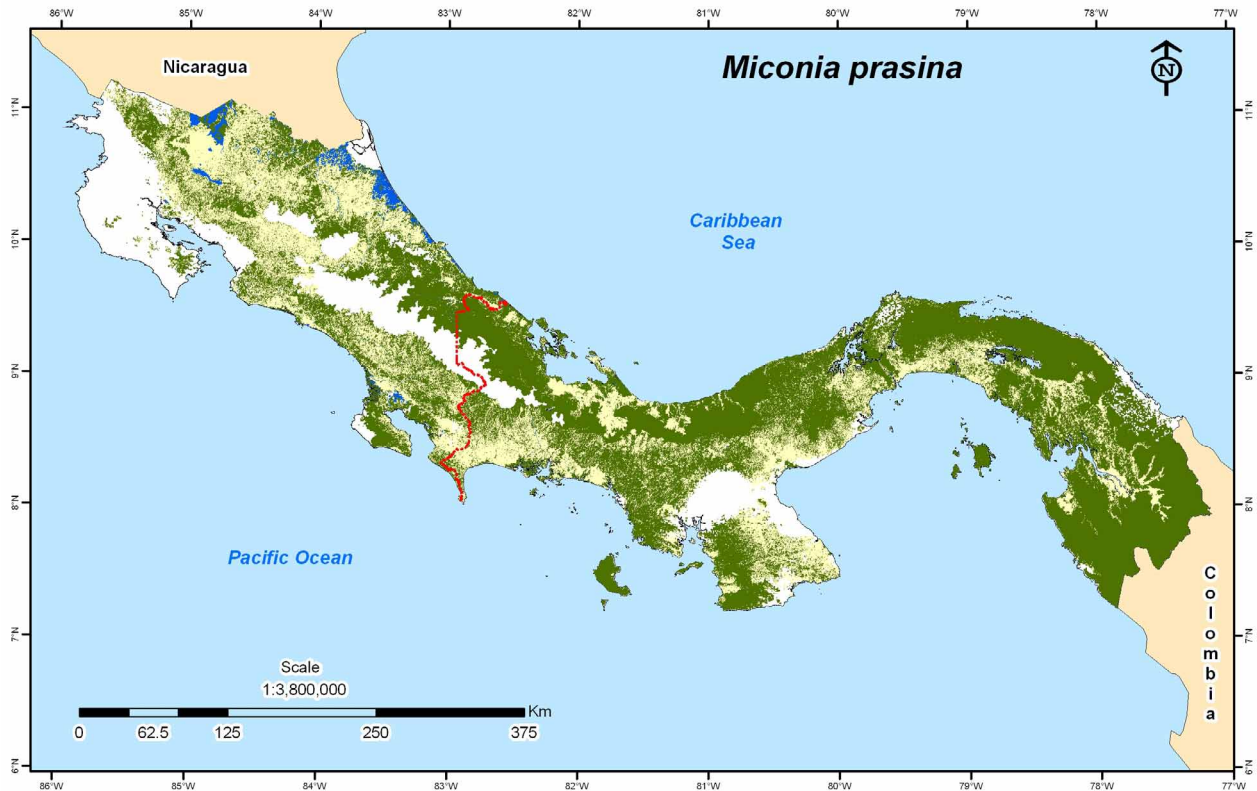 86°W 85°W 84°W 83°W 82°W 81°W 80°W 79°W 78°W 77°W
Nicaragua
Miconia prasina
N
11°N 11°N
Caribbean
Sea
10°N 10°N
9°N 9°N
8°N 8°N
Pacific Ocean
Colombia
7°N 7°N
Scale
1:3,800,000
Km
0 62.5 125 250 375
6°N 6°N
86°W 85°W 84°W 83°W 82°W 81°W 80°W 79°W 78°W 77°W